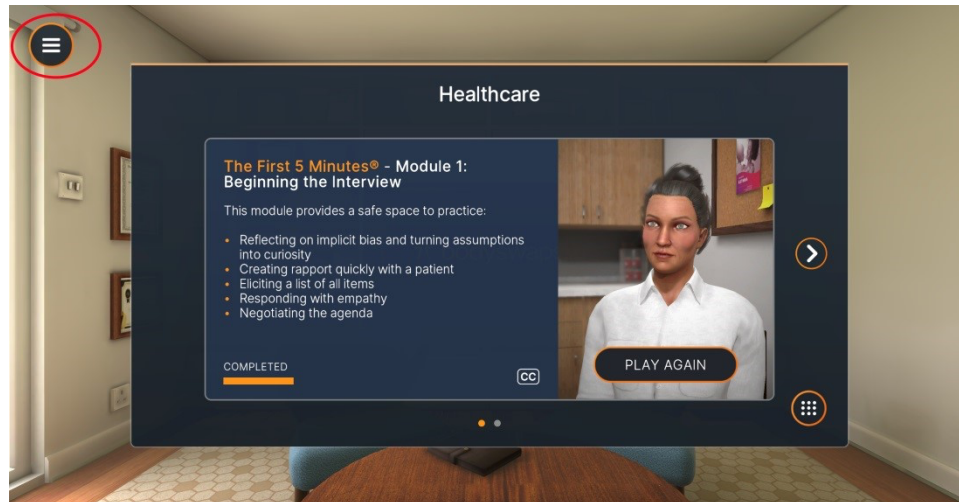 Healthcare
The First 5 Minutes® - Module 1:
Beginning the Interview
This module provides a safe space to practice:
• Reflecting on implicit bias and turning assumptions
into curiosity
• Creating rapport quickly with a patient
• Eliciting a list of all items
• Responding with empathy
• Negotiating the agenda
COMPLETED
CC
PLAY AGAIN